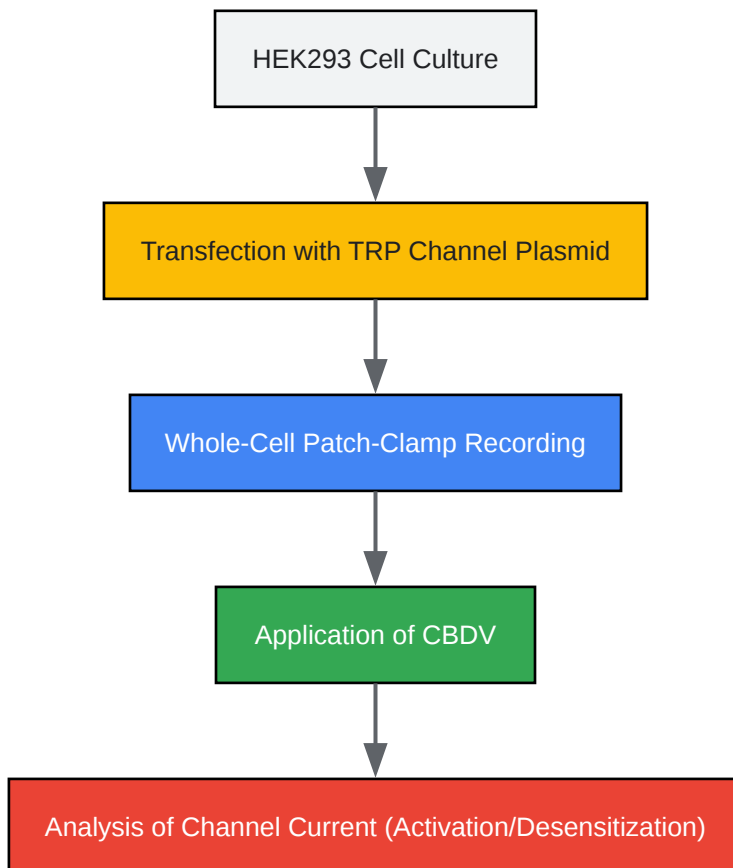 HEK293 Cell Culture
Transfection with TRP Channel Plasmid
Whole-Cell Patch-Clamp Recording
Application of CBDV
Analysis of Channel Current (Activation/Desensitization)